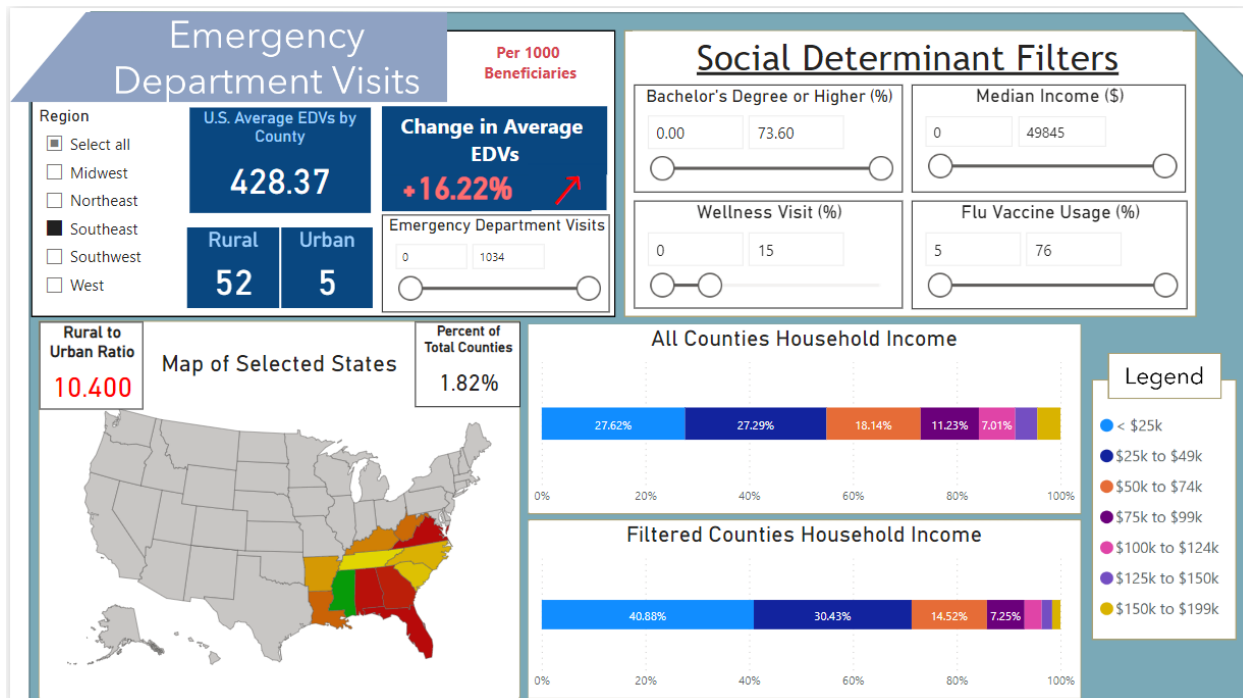 Emergency
Department Visits
Per 1000
Beneficiaries
Region
Select all
Midwest
Northeast
Southeast
Southwest
West
U.S. Average EDVs by
County
428.37
Rural
52
Urban
5
Change in Average
EDVs
+16.22%
Emergency Department Visits
0
1034
Social Determinant Filters
Bachelor's Degree or Higher (%)
0.00
73.60
Median Income ($)
0
49845
Wellness Visit (%)
0
15
Flu Vaccine Usage (%)
5
76
Rural to
Urban Ratio
10.400
Map of Selected States
Percent of
Total Counties
1.82%
All Counties Household Income
27.62%
27.29%
18.14%
11.23%
7.01%
0%
20%
40%
60%
80%
100%
Filtered Counties Household Income
40.88%
30.43%
14.52%
7.25%
0%
20%
40%
60%
80%
100%
Legend
< $25k
$25k to $49k
$50k to $74k
$75k to $99k
$100k to $124k
$125k to $150k
$150k to $199k